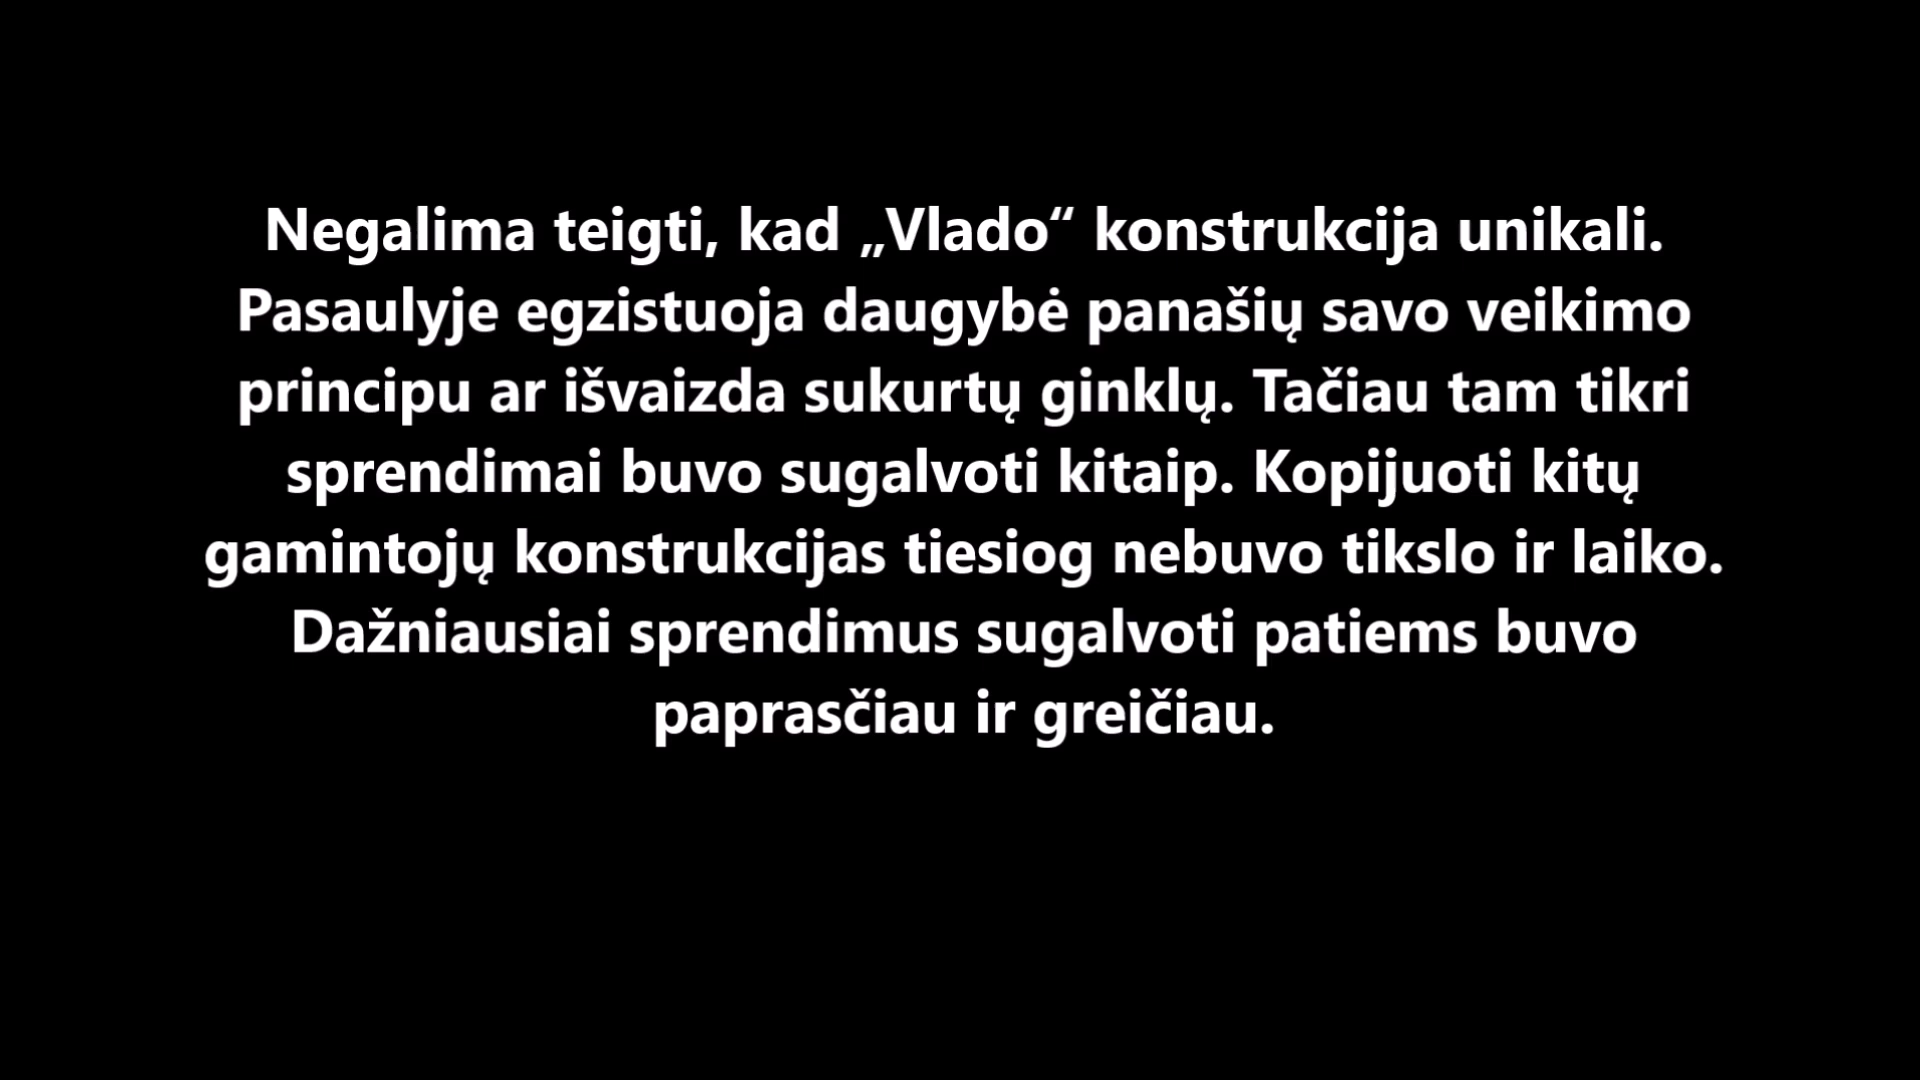 Negalima teigti, kad „Vlado“ konstrukcija unikali.
Pasaulyje egzistuoja daugybė panašių savo veikimo
principu ar išvaizda sukurtų ginklų. Tačiau tam tikri
sprendimai buvo sugalvoti kitaip. Kopijuoti kitų
gamintojų konstrukcijas tiesiog nebuvo tikslo ir laiko.
Dažniausiai sprendimus sugalvoti patiems buvo
paprasčiau ir greičiau.